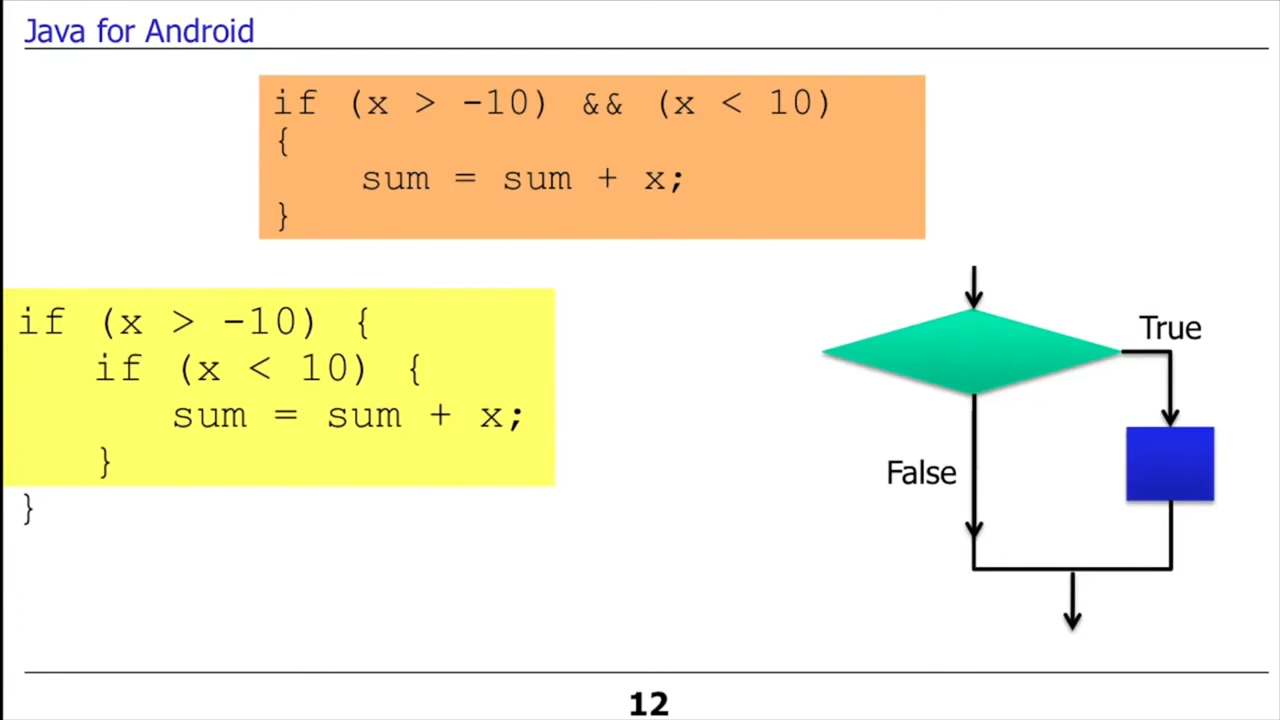 Java for Android
if (x > -10) && (x < 10)
{
    sum = sum + x;
}
if (x > -10) {
    if (x < 10) {
        sum = sum + x;
    }
}
True
False
12